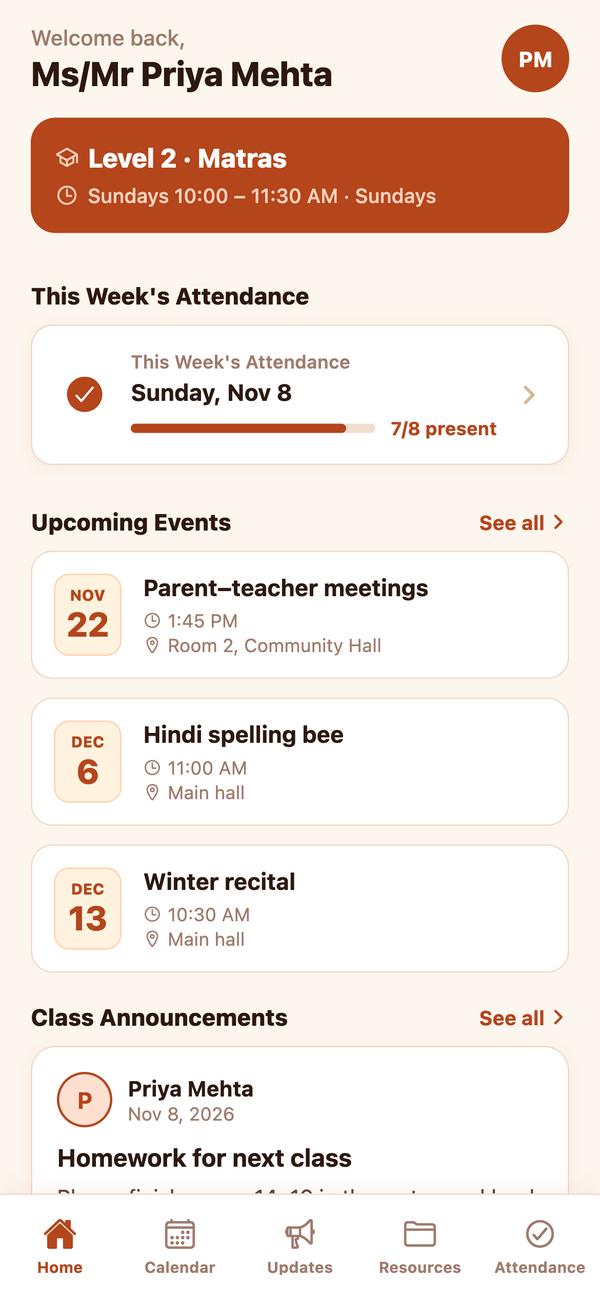 Welcome back,
Ms/Mr Priya Mehta
PM
Level 2 · Matras
Sundays 10:00 – 11:30 AM · Sundays
This Week's Attendance
This Week's Attendance
Sunday, Nov 8
7/8 present
Upcoming Events
See all
NOV
22
Parent–teacher meetings
1:45 PM
Room 2, Community Hall
DEC
6
Hindi spelling bee
11:00 AM
Main hall
DEC
13
Winter recital
10:30 AM
Main hall
Class Announcements
See all
P
Priya Mehta
Nov 8, 2026
Homework for next class
Home
Calendar
Updates
Resources
Attendance